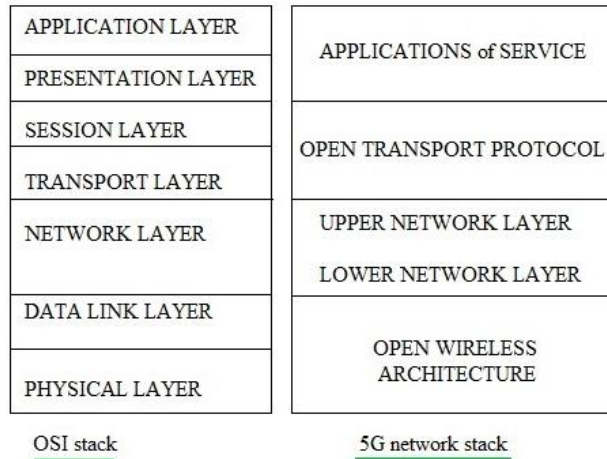 APPLICATION LAYER
PRESENTATION LAYER
SESSION LAYER
TRANSPORT LAYER
NETWORK LAYER
DATA LINK LAYER
PHYSICAL LAYER
OSI stack
APPLICATIONS of SERVICE
OPEN TRANSPORT PROTOCOL
UPPER NETWORK LAYER
LOWER NETWORK LAYER
OPEN WIRELESS
ARCHITECTURE
5G network stack